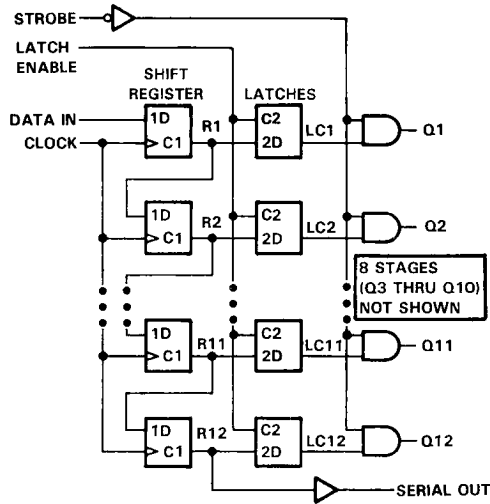 STROBE
LATCH
ENABLE
SHIFT
REGISTER
LATCHES
DATA IN
CLOCK
1D
C1
R1
C2
2D
LC1
Q1
1D
C1
R2
C2
2D
LC2
Q2
8 STAGES
(Q3 THRU Q10)
NOT SHOWN
1D
C1
R11
C2
2D
LC11
Q11
1D
C1
R12
C2
2D
LC12
Q12
SERIAL OUT